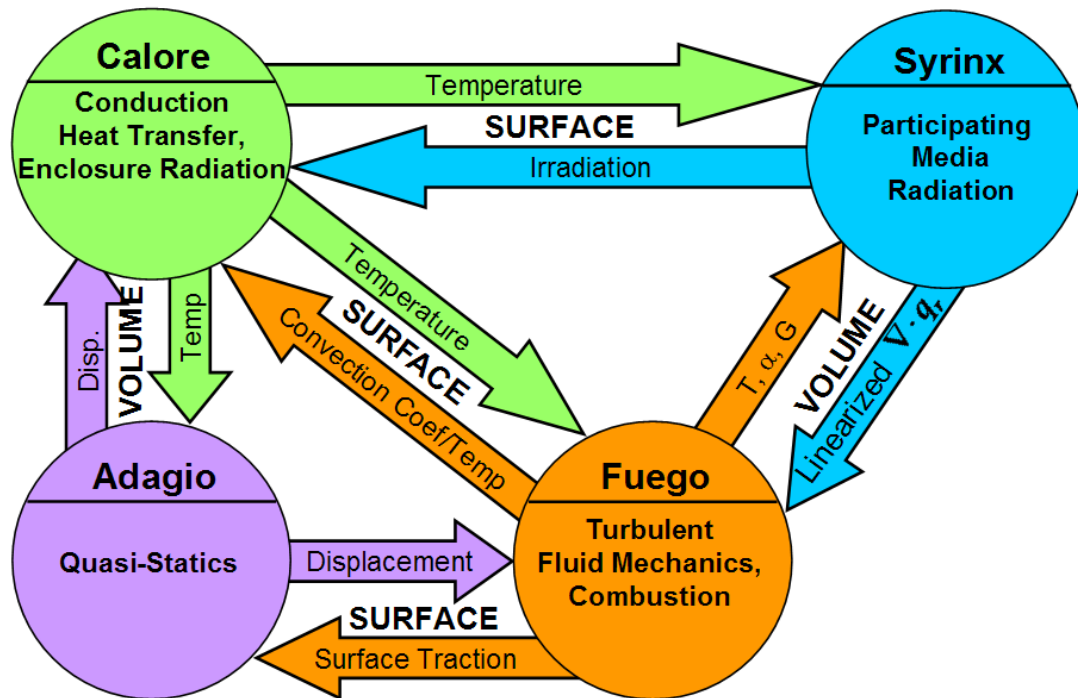 Calore
Conduction
Heat Transfer,
Enclosure Radiation
Temperature
SURFACE
Irradiation
Syrinx
Participating
Media
Radiation
Disp.
VOLUME
Temp
Temperature
SURFACE
Convection Coef/Temp
T, α, G
VOLUME
Linearized ∇·qᵣ
Adagio
Quasi-Statics
Displacement
SURFACE
Surface Traction
Fuego
Turbulent
Fluid Mechanics,
Combustion